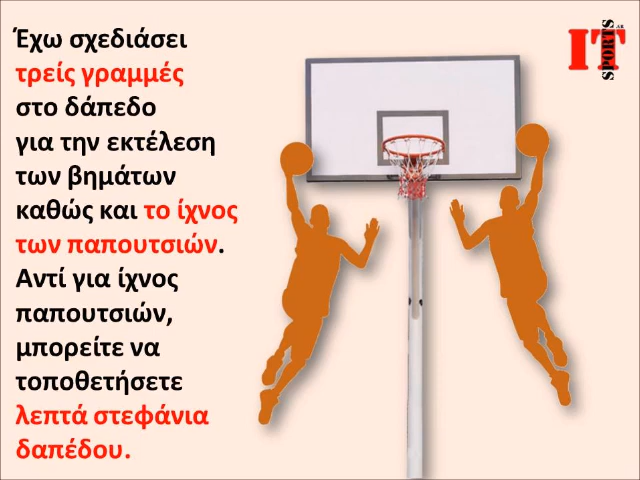 Έχω σχεδιάσει
τρείς γραμμές
στο δάπεδο
για την εκτέλεση
των βημάτων
καθώς και το ίχνος
των παπουτσιών.
Αντί για ίχνος
παπουτσιών,
μπορείτε να
τοποθετήσετε
λεπτά στεφάνια
δαπέδου.
IT
SPORTS